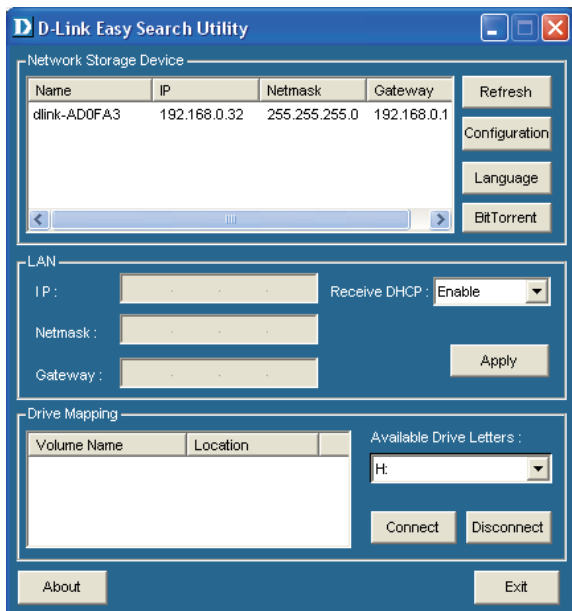 D D-Link Easy Search Utility
Network Storage Device
Name IP Netmask Gateway
dlink-AD0FA3 192.168.0.32 255.255.255.0 192.168.0.1
Refresh
Configuration
Language
BitTorrent
LAN
IP :
Receive DHCP : Enable
Netmask :
Gateway :
Apply
Drive Mapping
Volume Name Location
Available Drive Letters :
H:
Connect Disconnect
About Exit